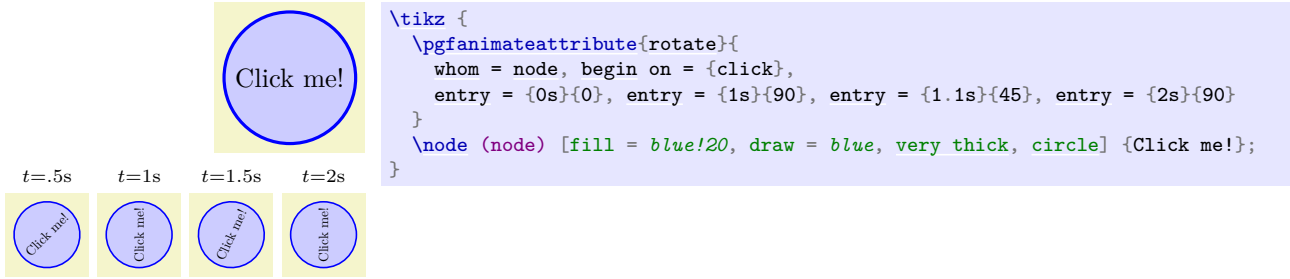 Click me!
t=.5s t=1s t=1.5s t=2s
Click me! Click me! Click me! Click me!
\tikz {
  \pgfanimateattribute{rotate}{
    whom = node, begin on = {click},
    entry = {0s}{0}, entry = {1s}{90}, entry = {1.1s}{45}, entry = {2s}{90}
  }
  \node (node) [fill = blue!20, draw = blue, very thick, circle] {Click me!};
}